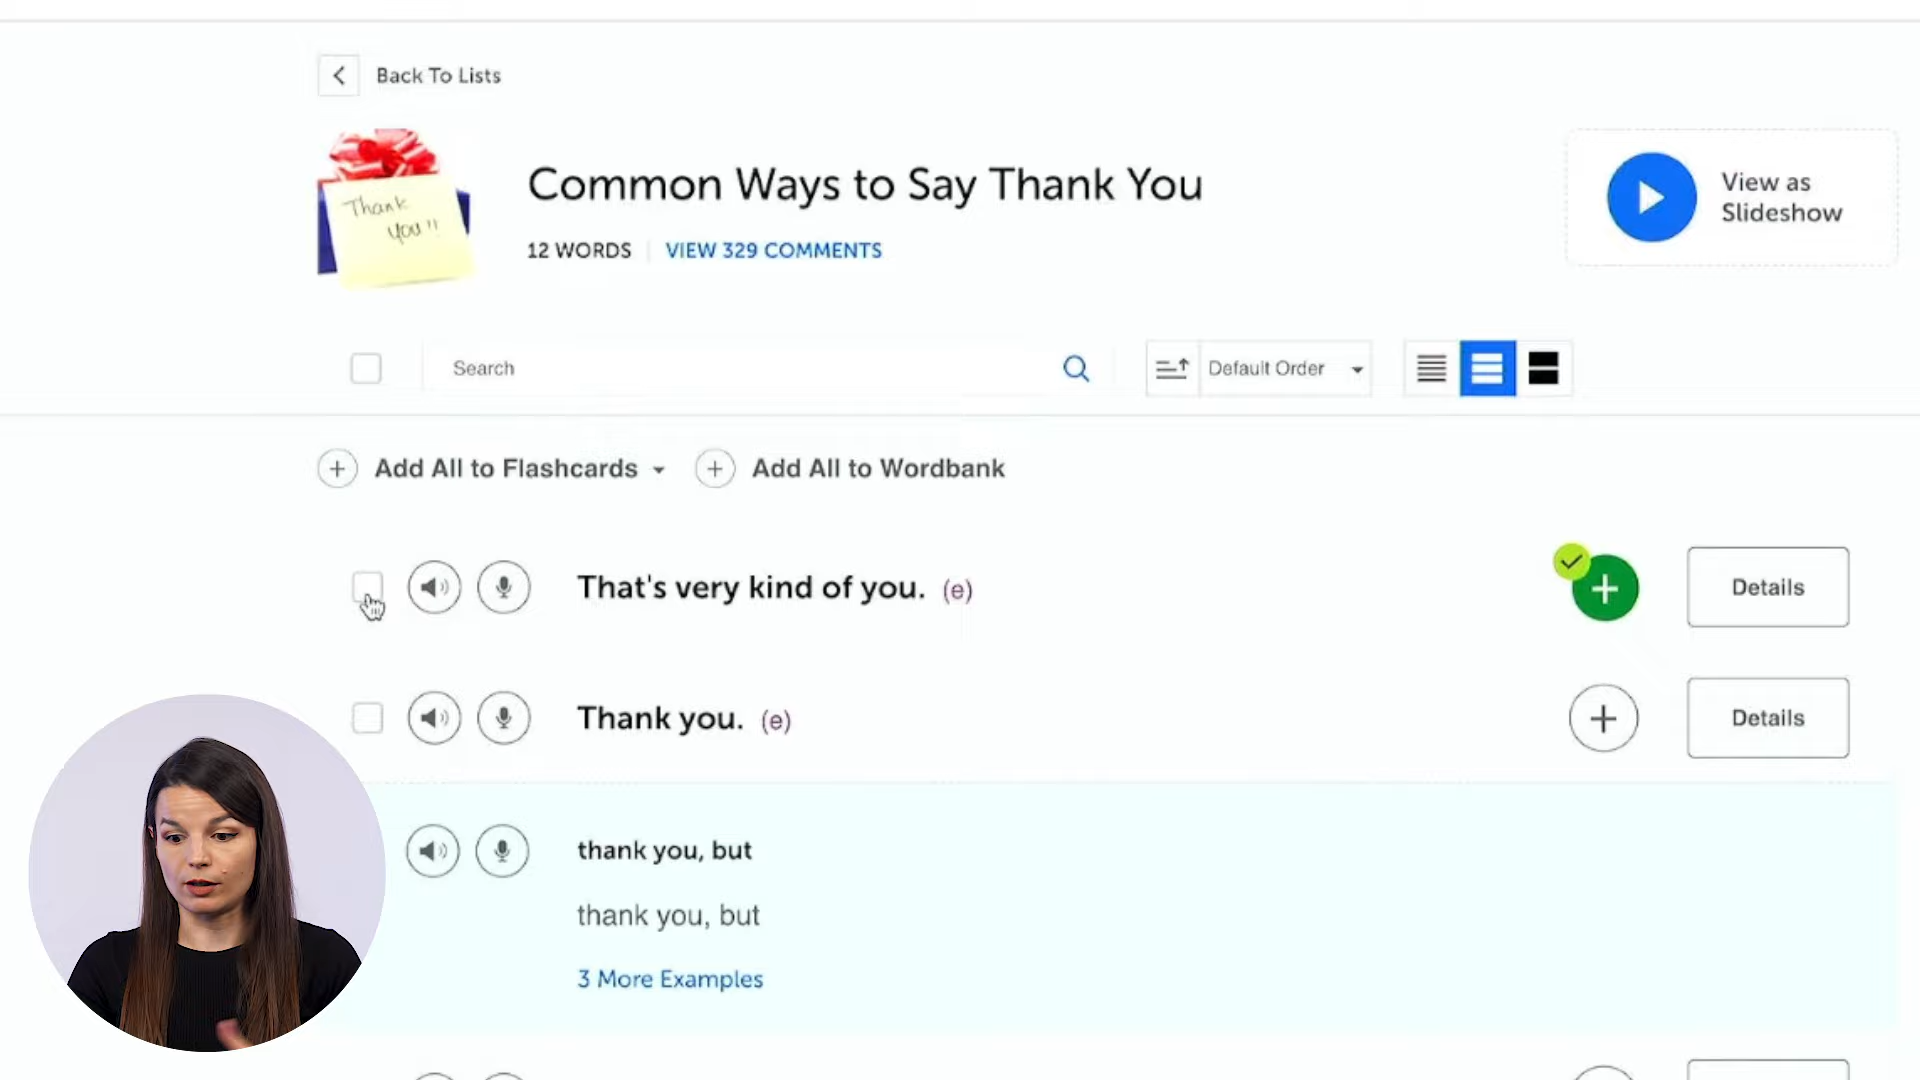 Back To Lists
Thank
you!!
Common Ways to Say Thank You
12 WORDS
VIEW 329 COMMENTS
View as
Slideshow
Search
Default Order
Add All to Flashcards
Add All to Wordbank
That's very kind of you. (e)
Details
Thank you. (e)
Details
thank you, but
thank you, but
3 More Examples